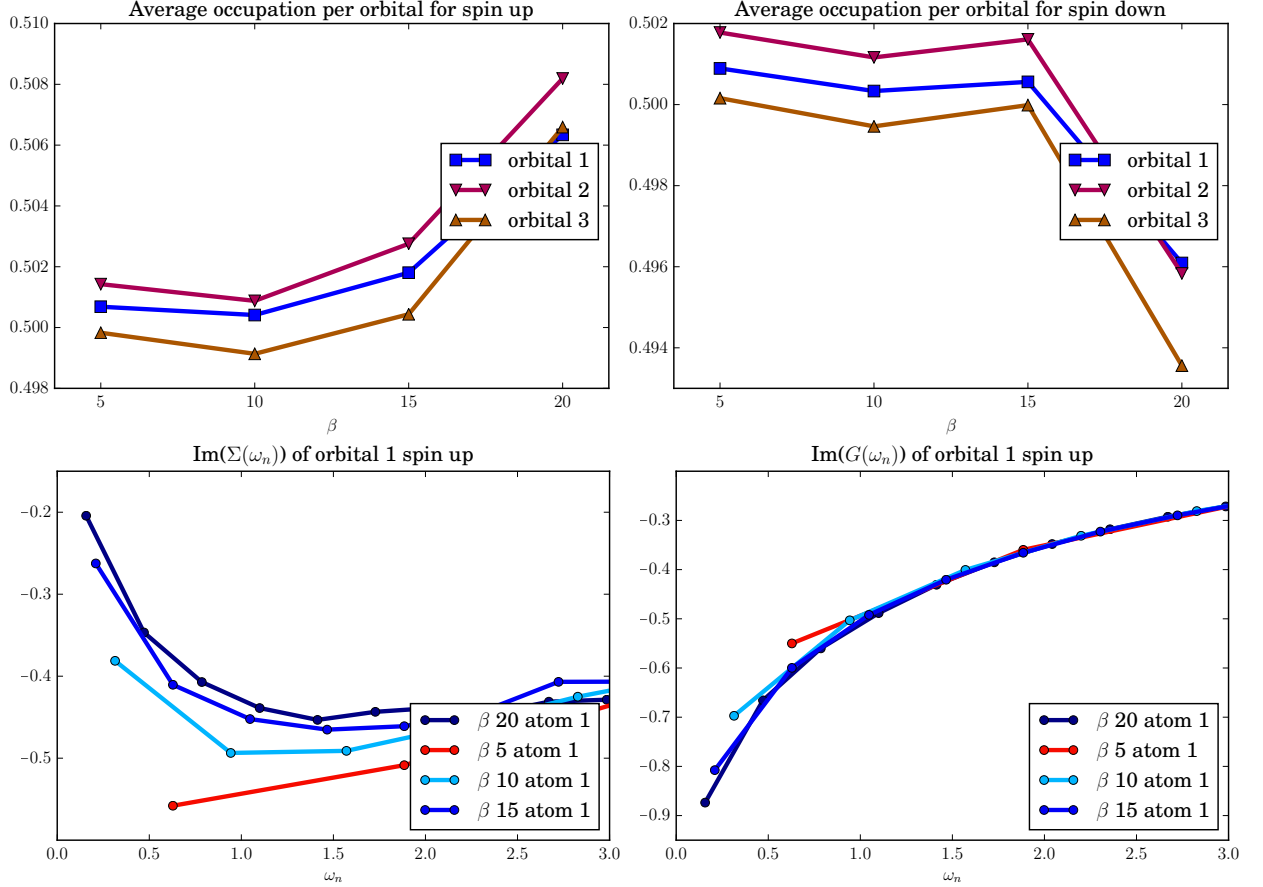 Average occupation per orbital for spin up
0.510
0.508
0.506
0.504
0.502
0.500
0.498
5
10
15
20
β
orbital 1
orbital 2
orbital 3
Average occupation per orbital for spin down
0.502
0.500
0.498
0.496
0.494
5
10
15
20
β
orbital 1
orbital 2
orbital 3
Im(Σ(ωₙ)) of orbital 1 spin up
−0.2
−0.3
−0.4
−0.5
0.0
0.5
1.0
1.5
2.0
2.5
3.0
ωₙ
β 20 atom 1
β 5 atom 1
β 10 atom 1
β 15 atom 1
Im(G(ωₙ)) of orbital 1 spin up
−0.3
−0.4
−0.5
−0.6
−0.7
−0.8
−0.9
0.0
0.5
1.0
1.5
2.0
2.5
3.0
ωₙ
β 20 atom 1
β 5 atom 1
β 10 atom 1
β 15 atom 1